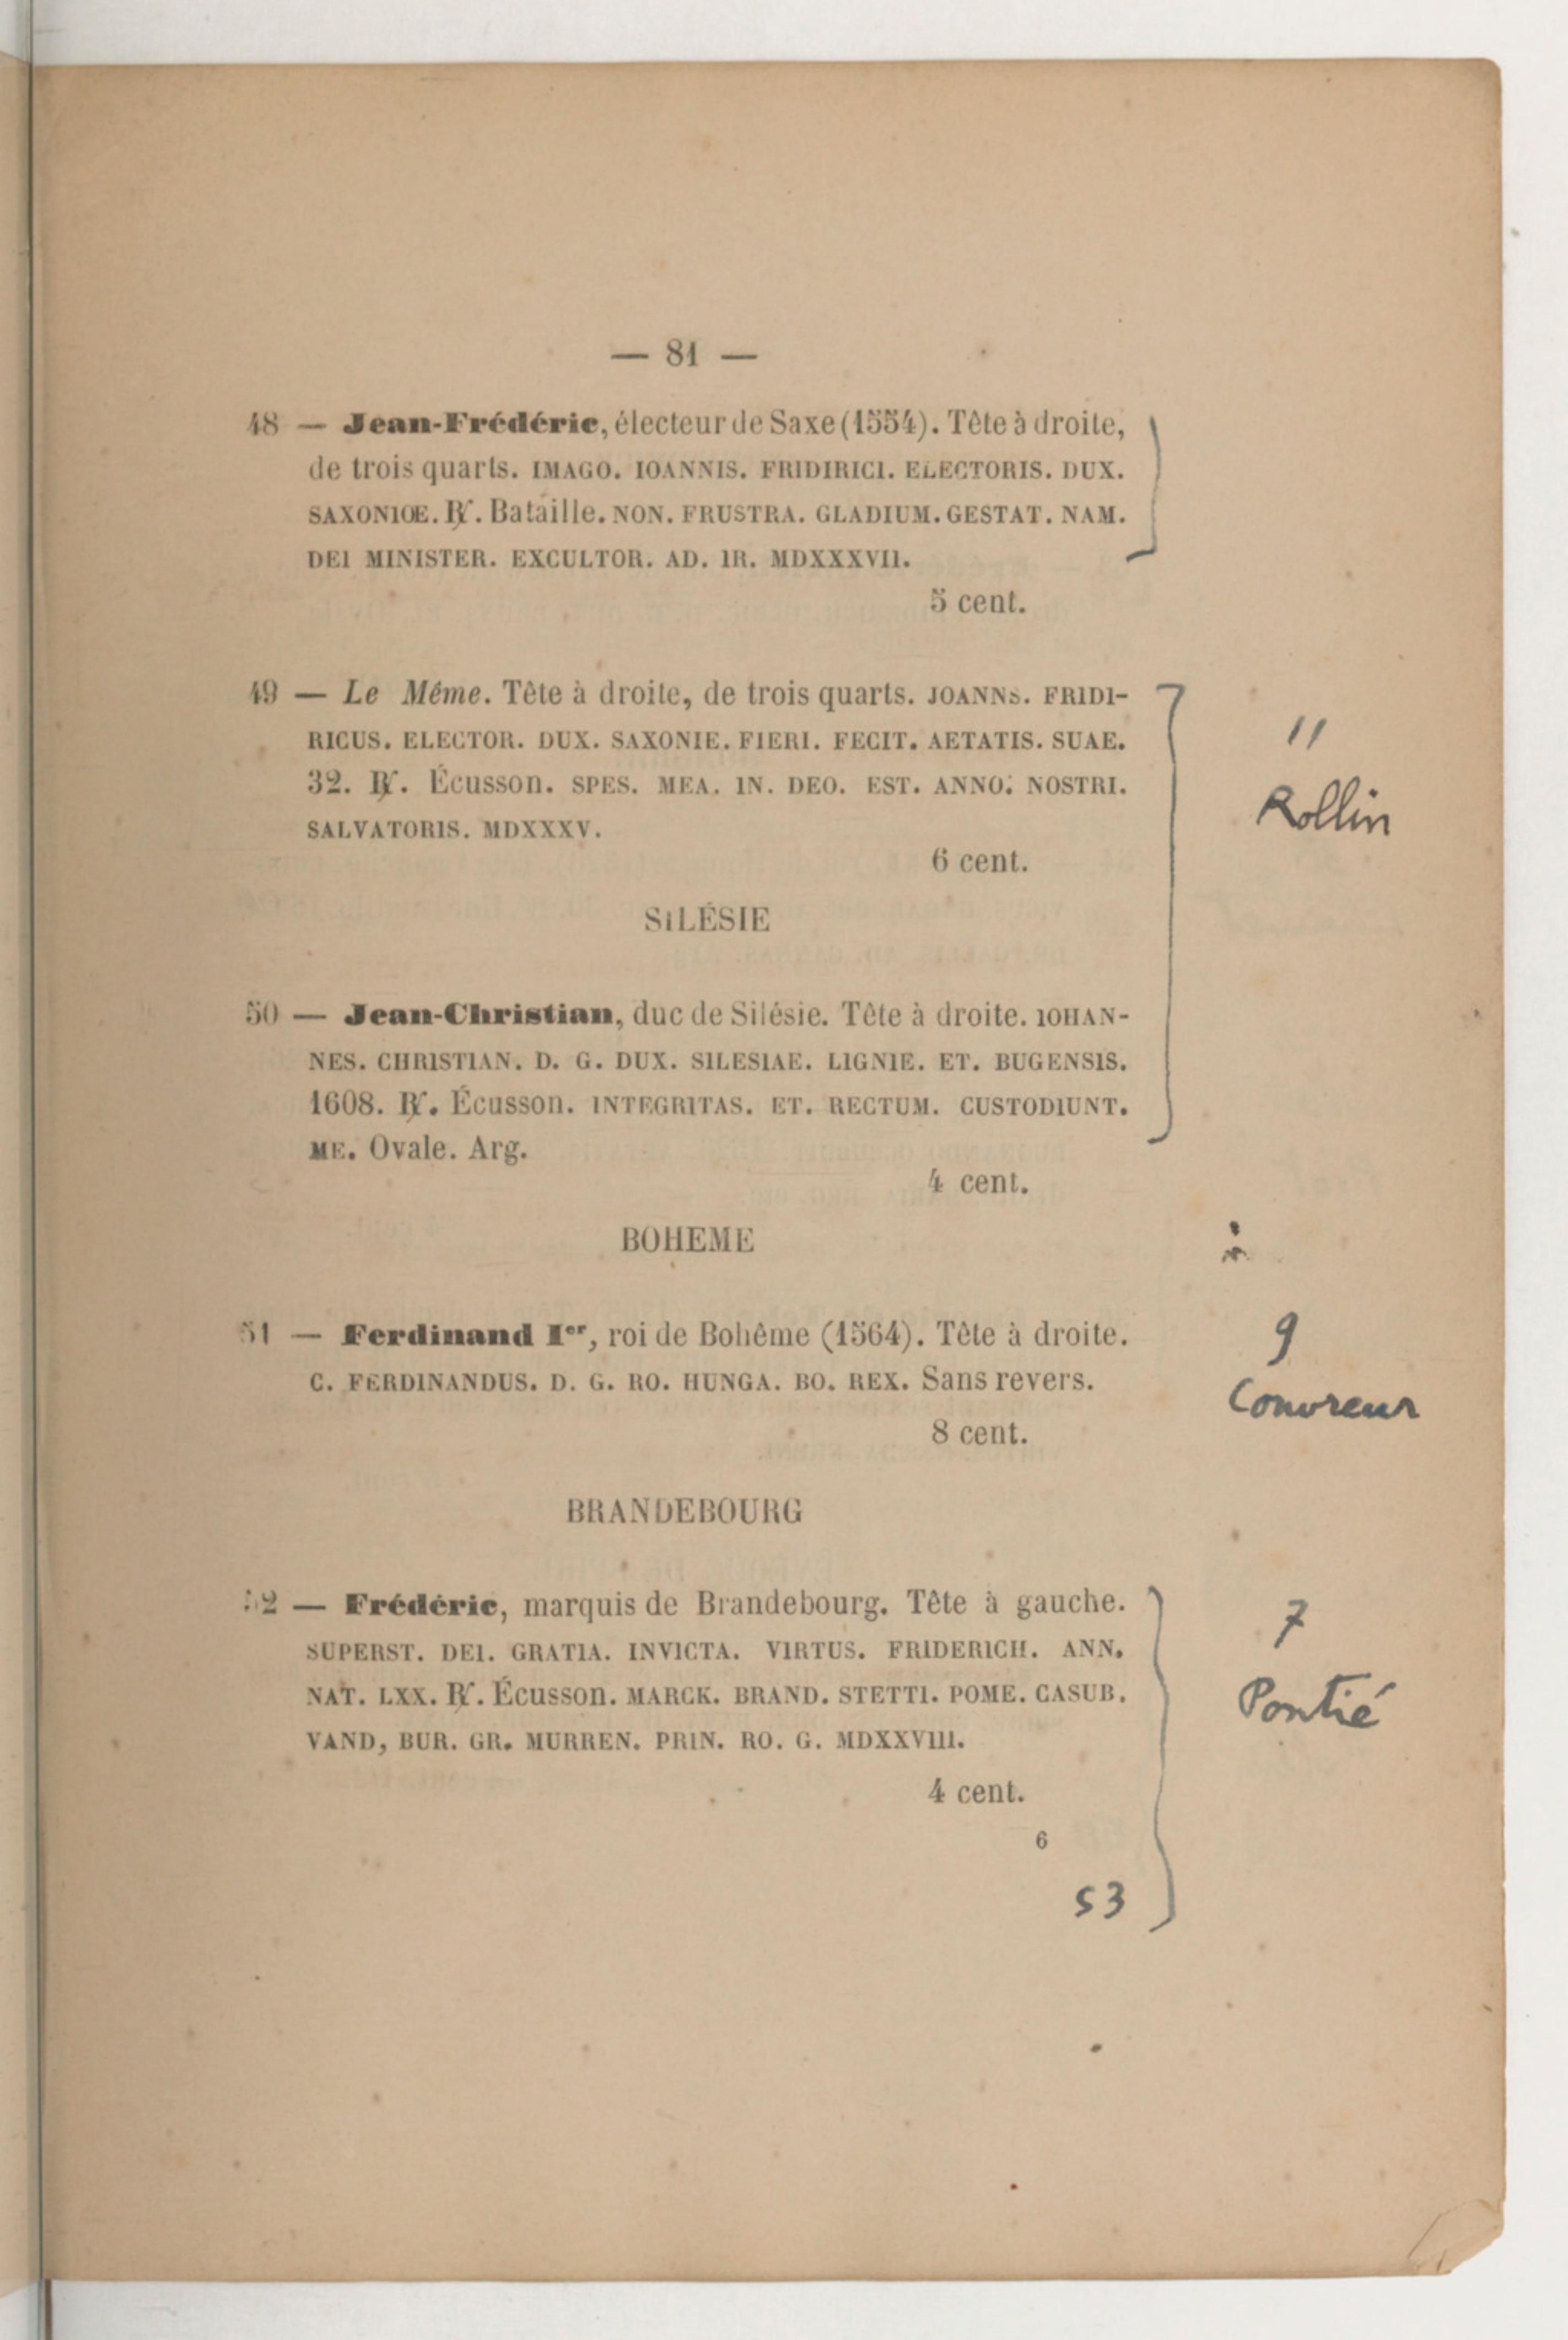 — 81 —
48 — Jean-Frédéric, électeur de Saxe (1554). Tête à droite,
de trois quarts. IMAGO. IOANNIS. FRIDIRICI. ELECTORIS. DUX.
SAXONIOE. ℟. Bataille. NON. FRUSTRA. GLADIUM. GESTAT. NAM.
DEI MINISTER. EXCULTOR. AD. IR. MDXXXVII.
5 cent.
49 — Le Même. Tête à droite, de trois quarts. JOANNS. FRIDI-
RICUS. ELECTOR. DUX. SAXONIE. FIERI. FECIT. AETATIS. SUAE.
32. ℟. Écusson. SPES. MEA. IN. DEO. EST. ANNO. NOSTRI.
SALVATORIS. MDXXXV.
6 cent.
11
Rollin
SILÉSIE
50 — Jean-Christian, duc de Silésie. Tête à droite. IOHAN-
NES. CHRISTIAN. D. G. DUX. SILESIAE. LIGNIE. ET. BUGENSIS.
1608. ℟. Écusson. INTEGRITAS. ET. RECTUM. CUSTODIUNT.
ME. Ovale. Arg.
4 cent.
BOHEME
51 — Ferdinand Ier, roi de Bohême (1564). Tête à droite.
C. FERDINANDUS. D. G. RO. HUNGA. BO. REX. Sans revers.
8 cent.
9
Couvreur
BRANDEBOURG
52 — Frédéric, marquis de Brandebourg. Tête à gauche.
SUPERST. DEI. GRATIA. INVICTA. VIRTUS. FRIDERICH. ANN.
NAT. LXX. ℟. Écusson. MARCK. BRAND. STETTI. POME. CASUB.
VAND, BUR. GR. MURREN. PRIN. RO. G. MDXXVIII.
4 cent.
7
Pontié
6
53